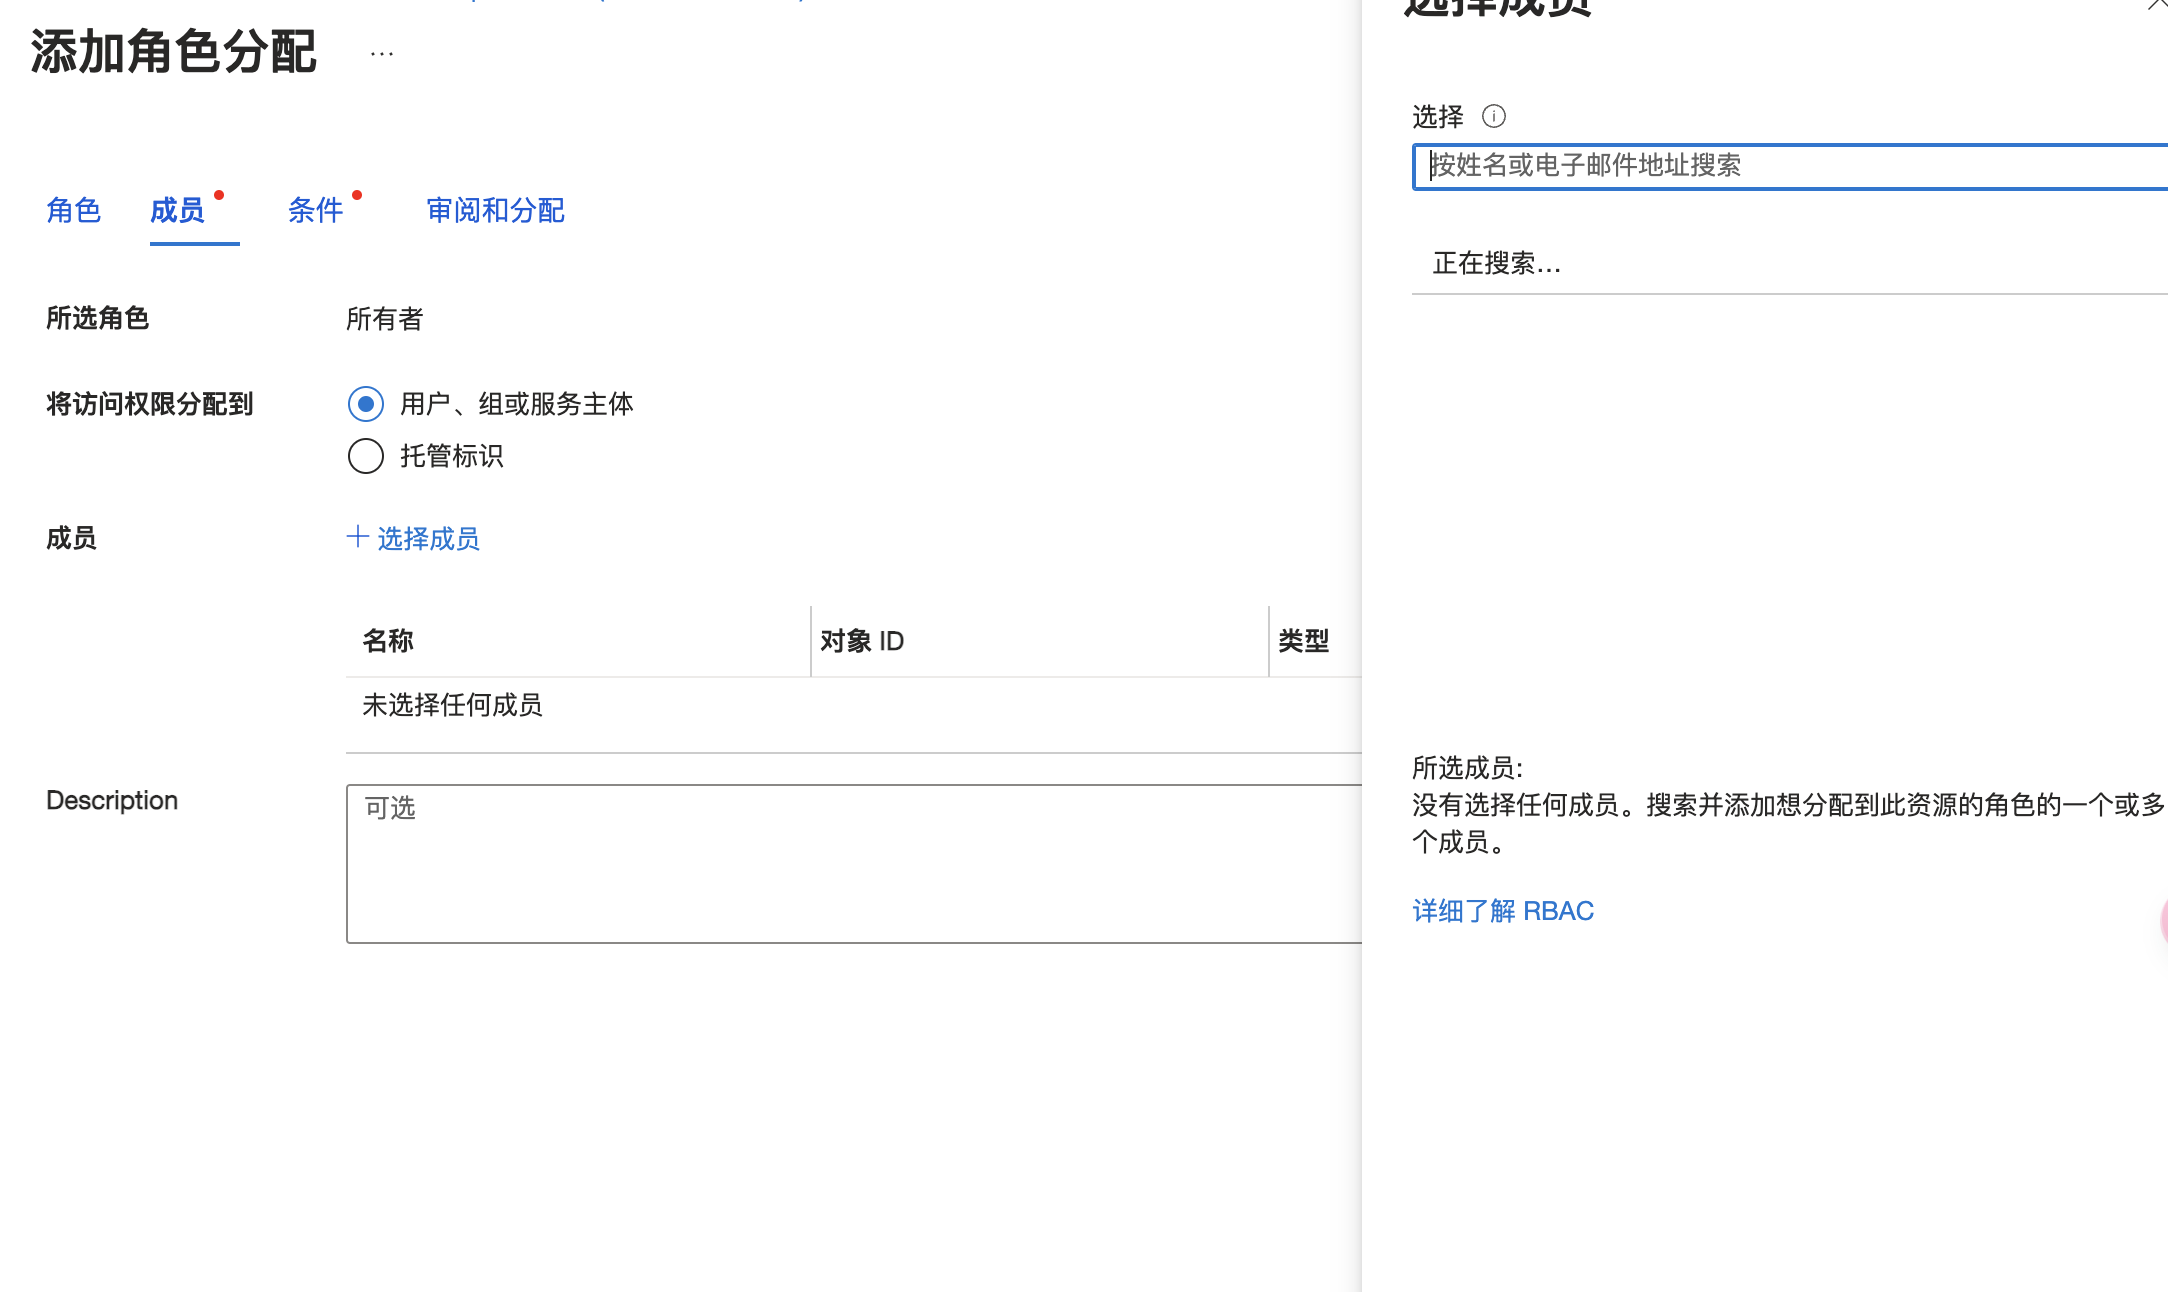 添加角色分配 …
角色 成员 条件 审阅和分配
所选角色 所有者
将访问权限分配到 用户、组或服务主体
托管标识
成员 + 选择成员
名称 对象 ID 类型
未选择任何成员
Description 可选
选择成员
选择
按姓名或电子邮件地址搜索
正在搜索...
所选成员:
没有选择任何成员。搜索并添加想分配到此资源的角色的一个或多
个成员。
详细了解 RBAC